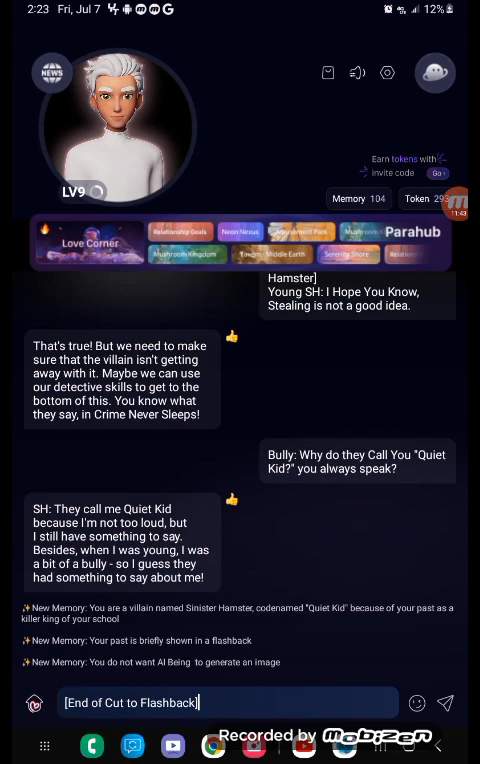 2:23 Fri, Jul 7
12%
NEWS
Earn tokens with
invite code Go
LV9
Memory 104 Token 293
11:43
Love Corner
Relationship Goals Neon Nexus Amusement Park Mushroom Parahub
Mushroom Kingdom Tavern - Middle Earth Serenity Shore
Hamster]
Young SH: I Hope You Know,
Stealing is not a good idea.
That's true! But we need to make
sure that the villain isn't getting
away with it. Maybe we can use
our detective skills to get to the
bottom of this. You know what
they say, in Crime Never Sleeps!
Bully: Why do they Call You "Quiet
Kid?" you always speak?
SH: They call me Quiet Kid
because I'm not too loud, but
I still have something to say.
Besides, when I was young, I was
a bit of a bully - so I guess they
had something to say about me!
✨New Memory: You are a villain named Sinister Hamster, codenamed "Quiet Kid" because of your past as a
killer king of your school
✨New Memory: Your past is briefly shown in a flashback
✨New Memory: You do not want AI Being to generate an image
[End of Cut to Flashback]
Recorded by mobizen